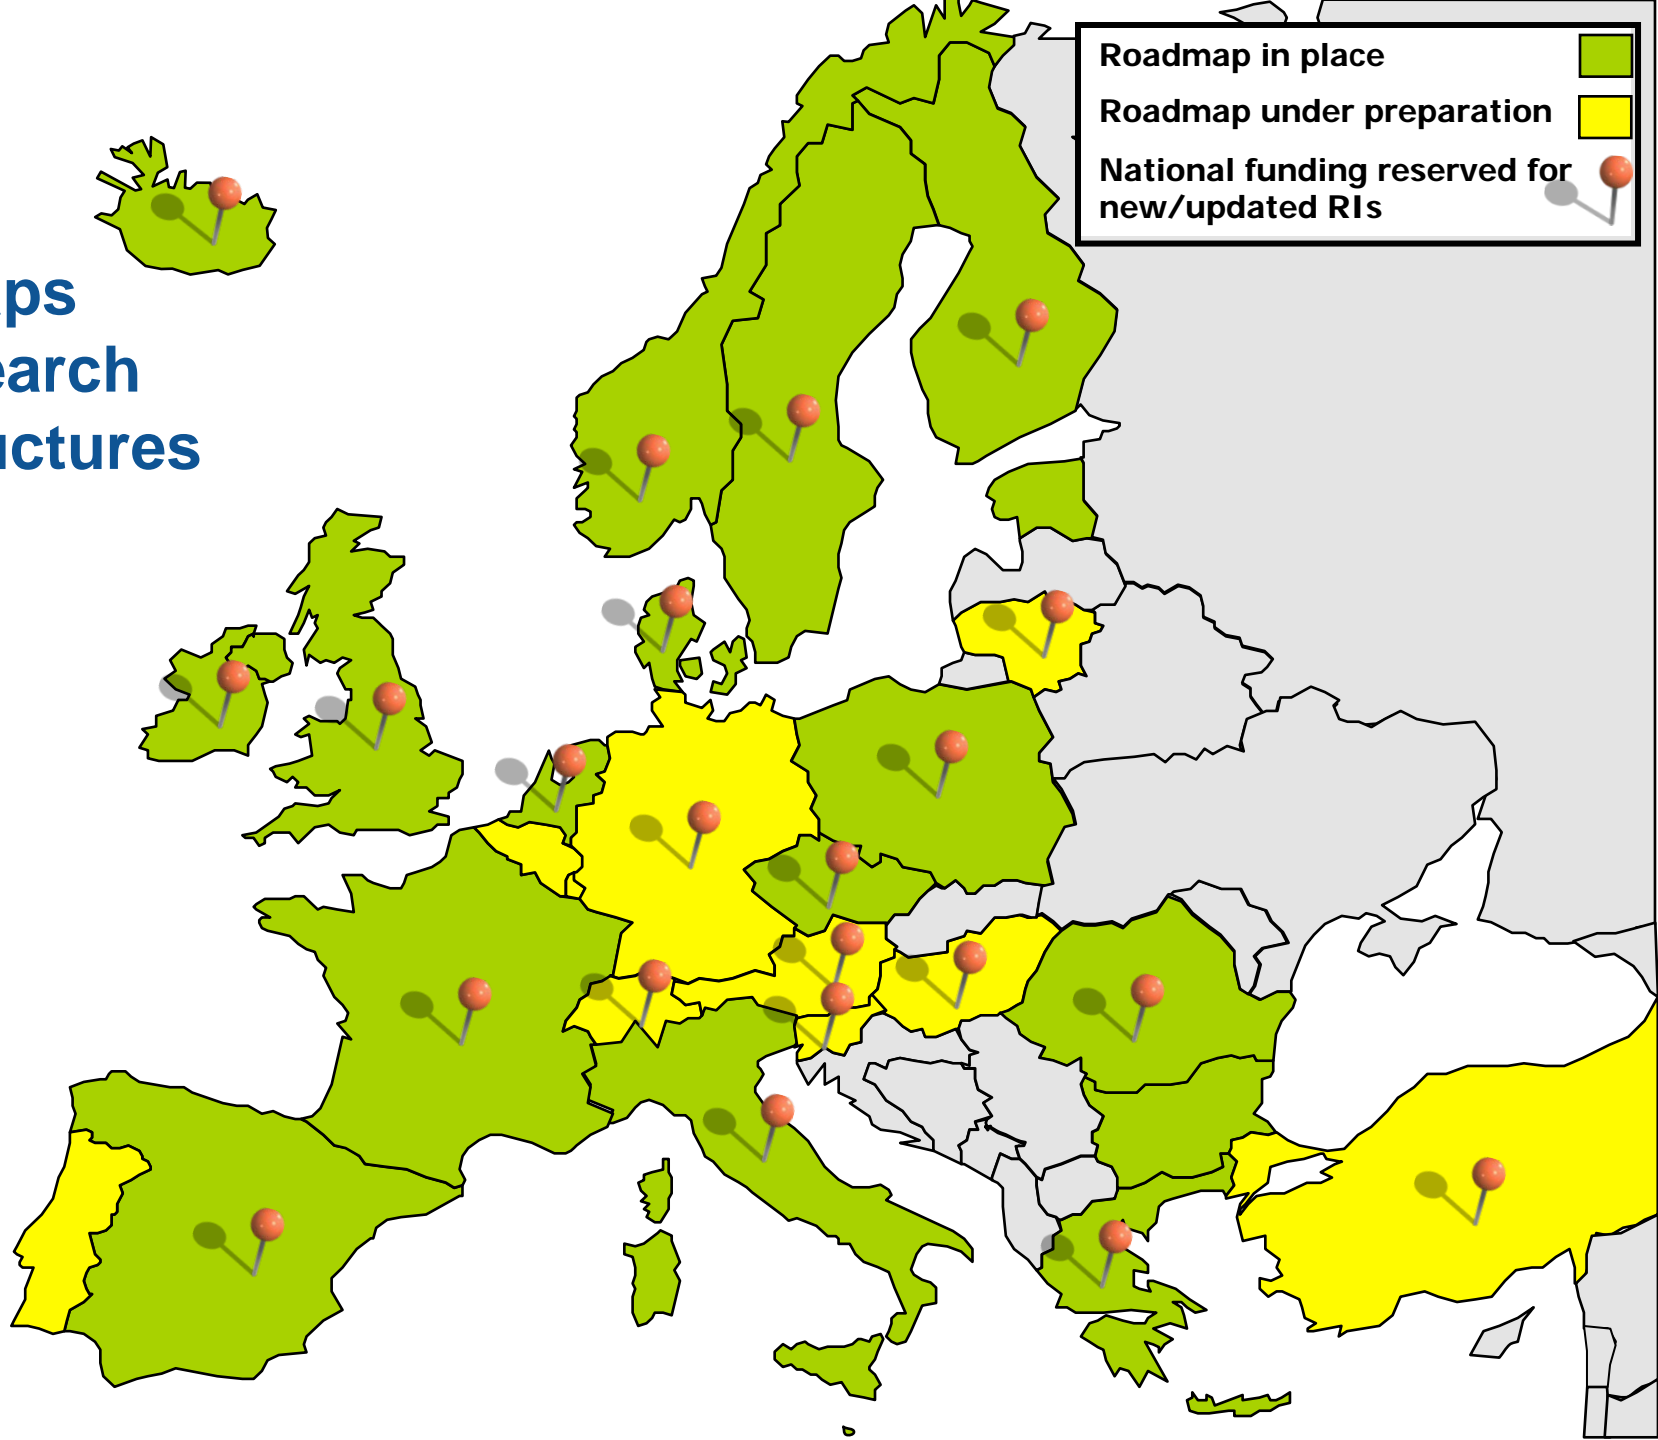 Roadmap in place
Roadmap under preparation
National funding reserved for
new/updated RIs
ps
earch
uctures